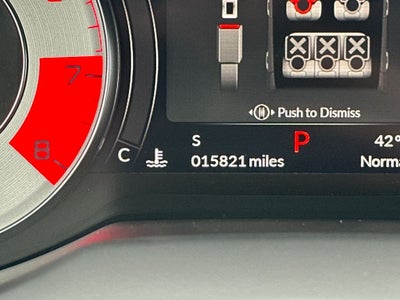 7
8
Push to Dismiss
S P 42°
C 015821 miles Norma